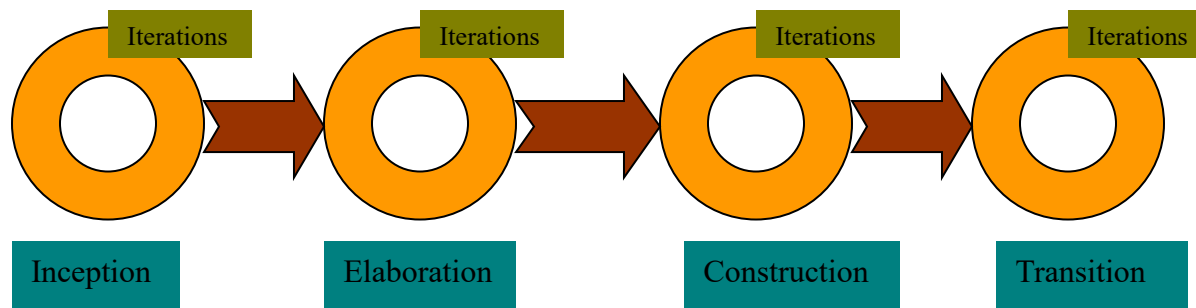 Iterations
Iterations
Iterations
Iterations
Inception
Elaboration
Construction
Transition